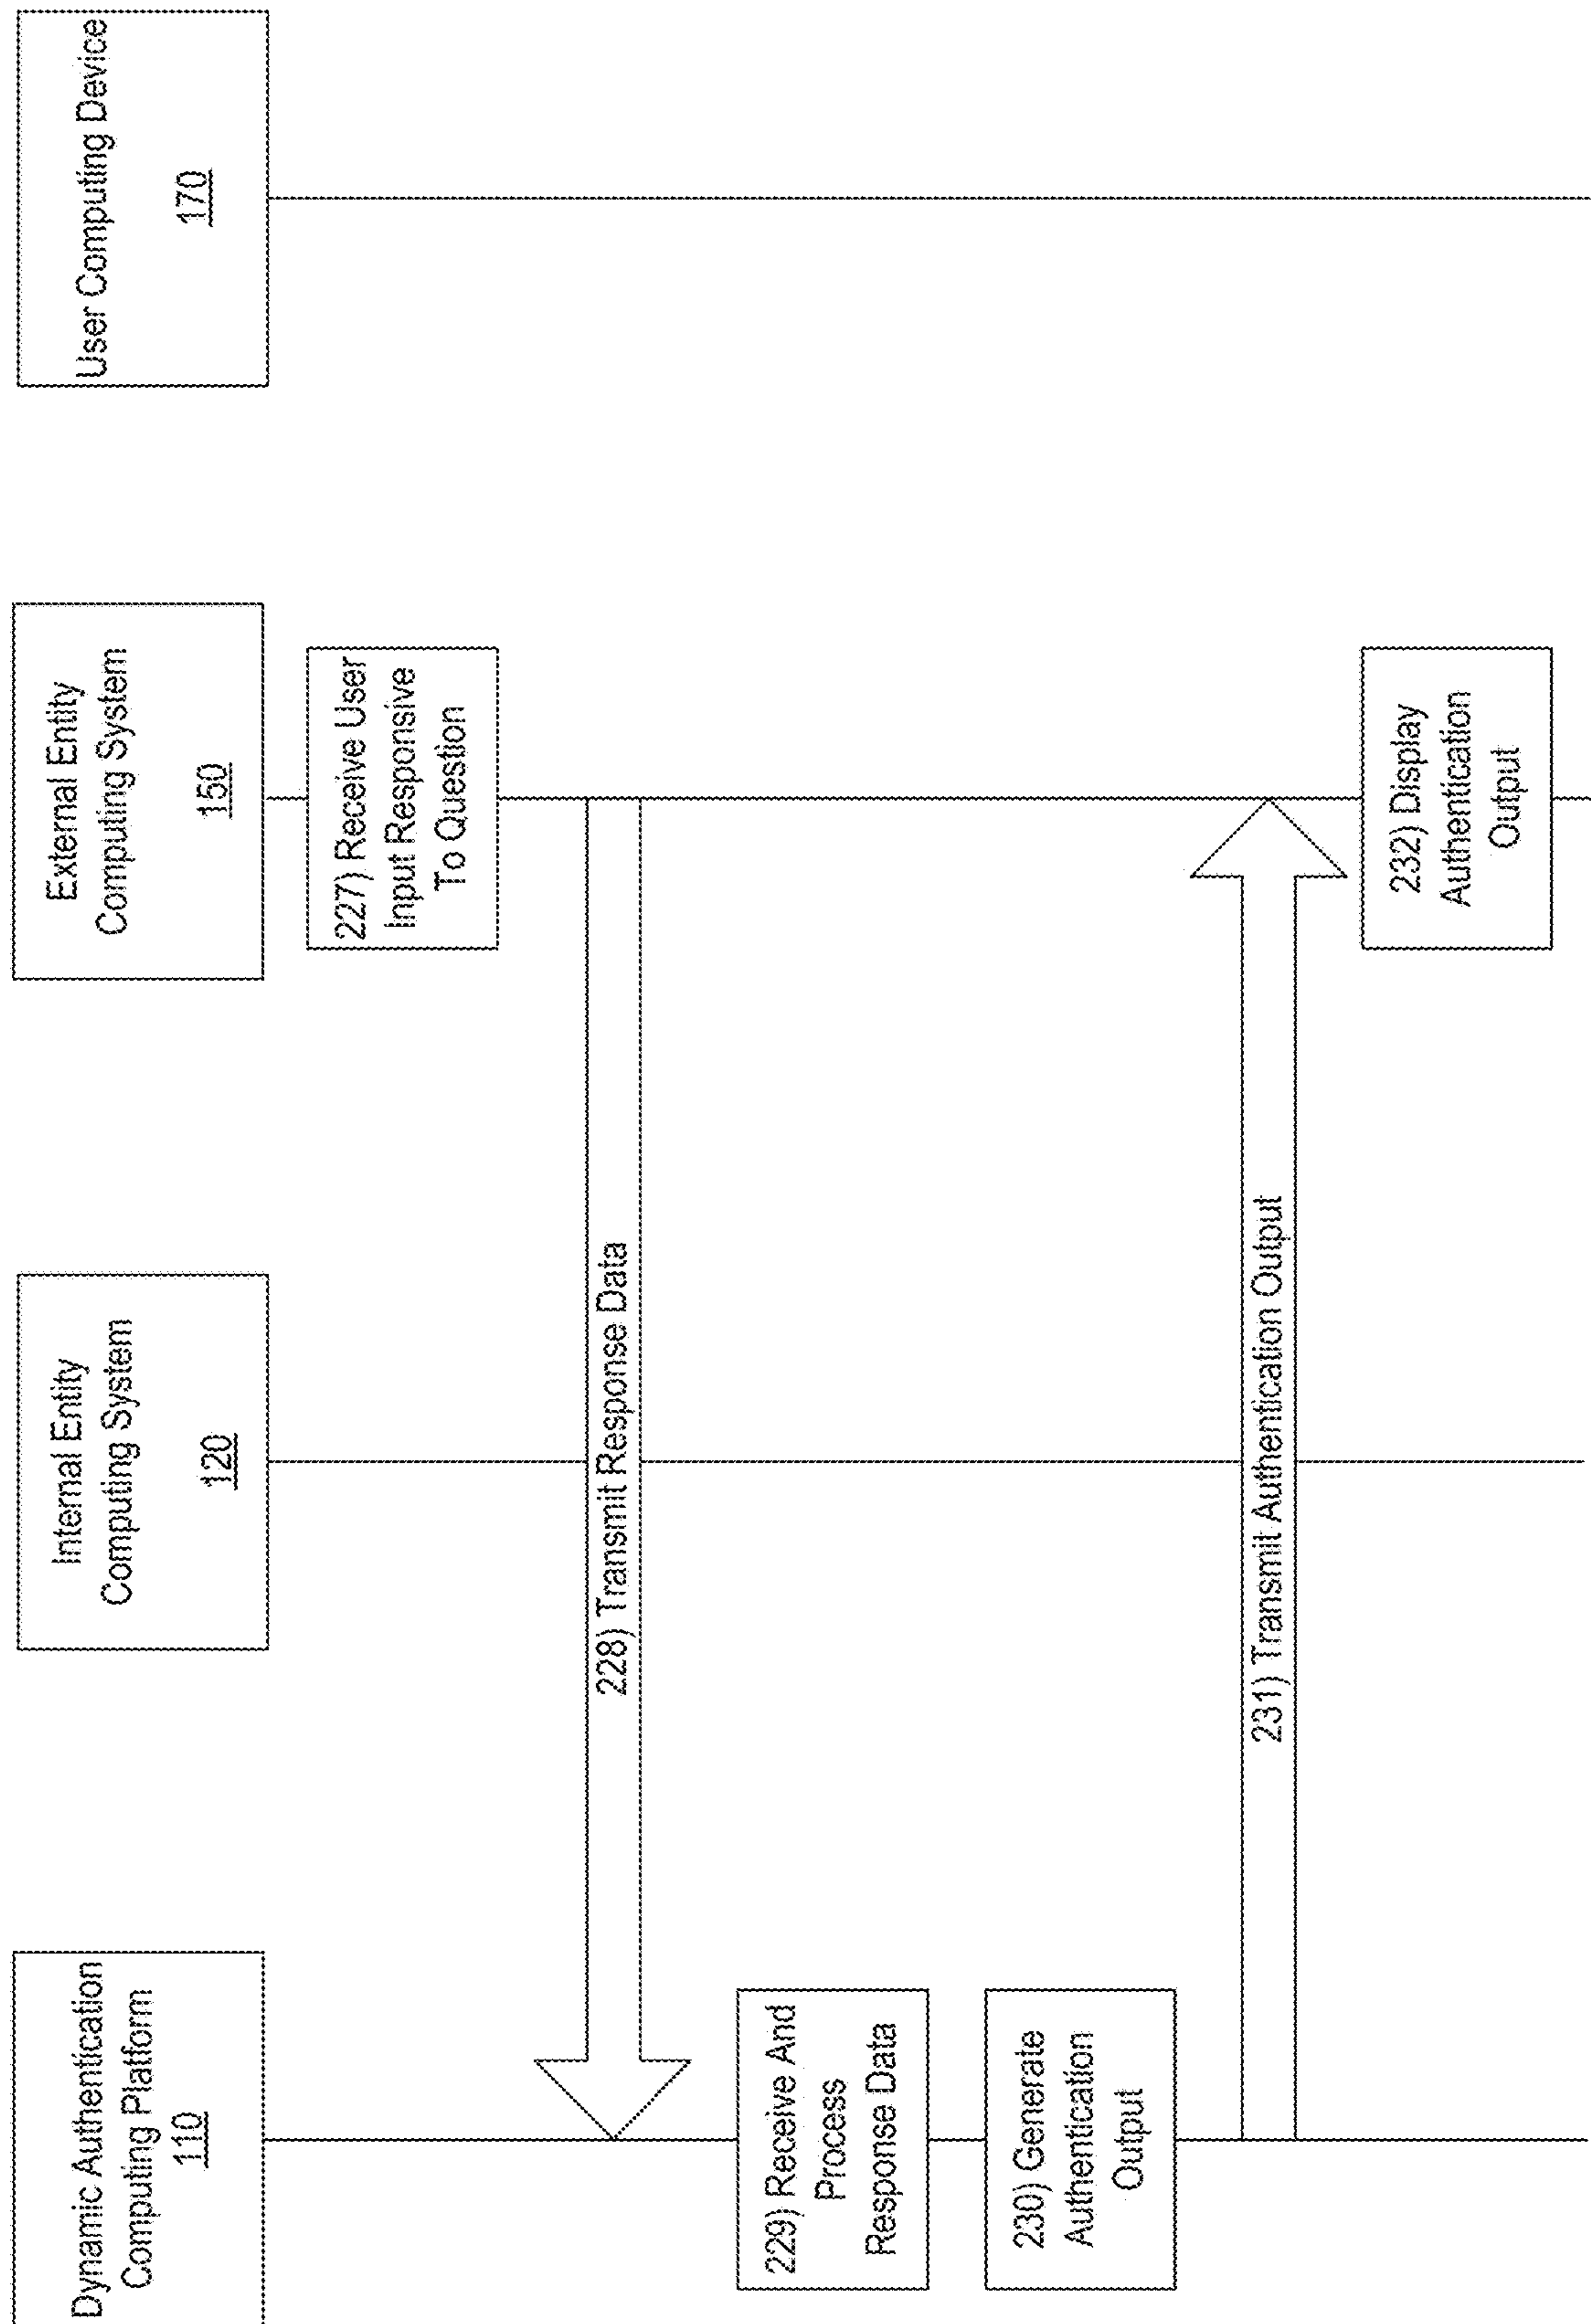 Dynamic Authentication
Computing Platform
110
Internal Entity
Computing System
120
External Entity
Computing System
150
User Computing Device
170
227) Receive User
Input Responsive
To Question
228) Transmit Response Data
229) Receive And
Process
Response Data
230) Generate
Authentication
Output
231) Transmit Authentication Output
232) Display
Authentication
Output